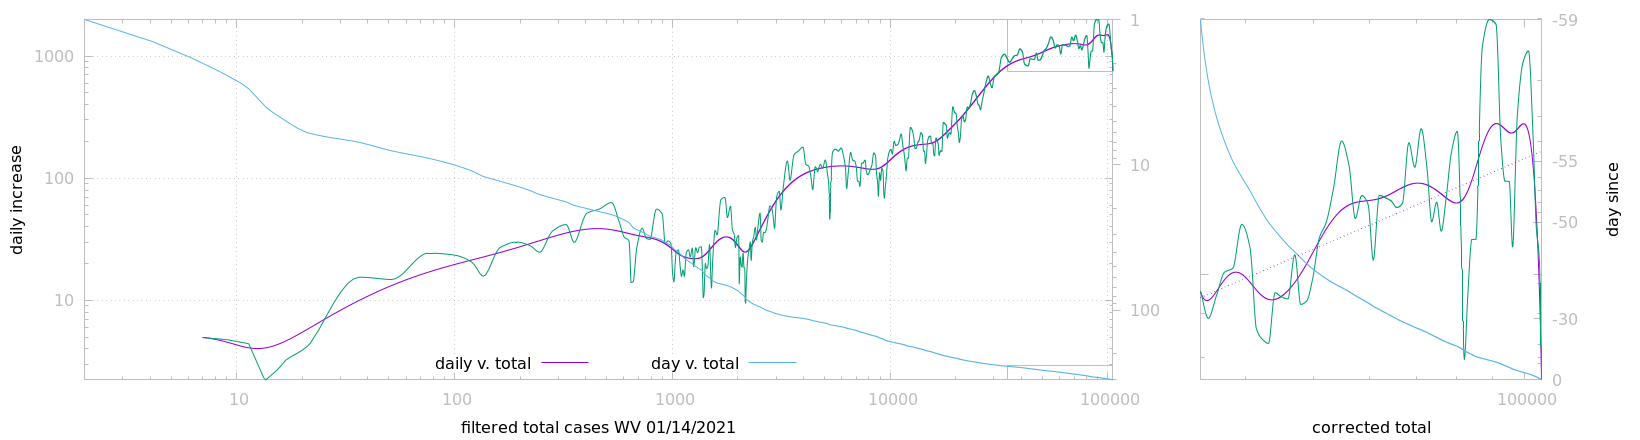 daily increase
1000
100
10
10
100
1000
10000
100000
filtered total cases WV 01/14/2021
daily v. total
day v. total
1
10
100
-59
-55
-50
-30
0
day since
100000
corrected total